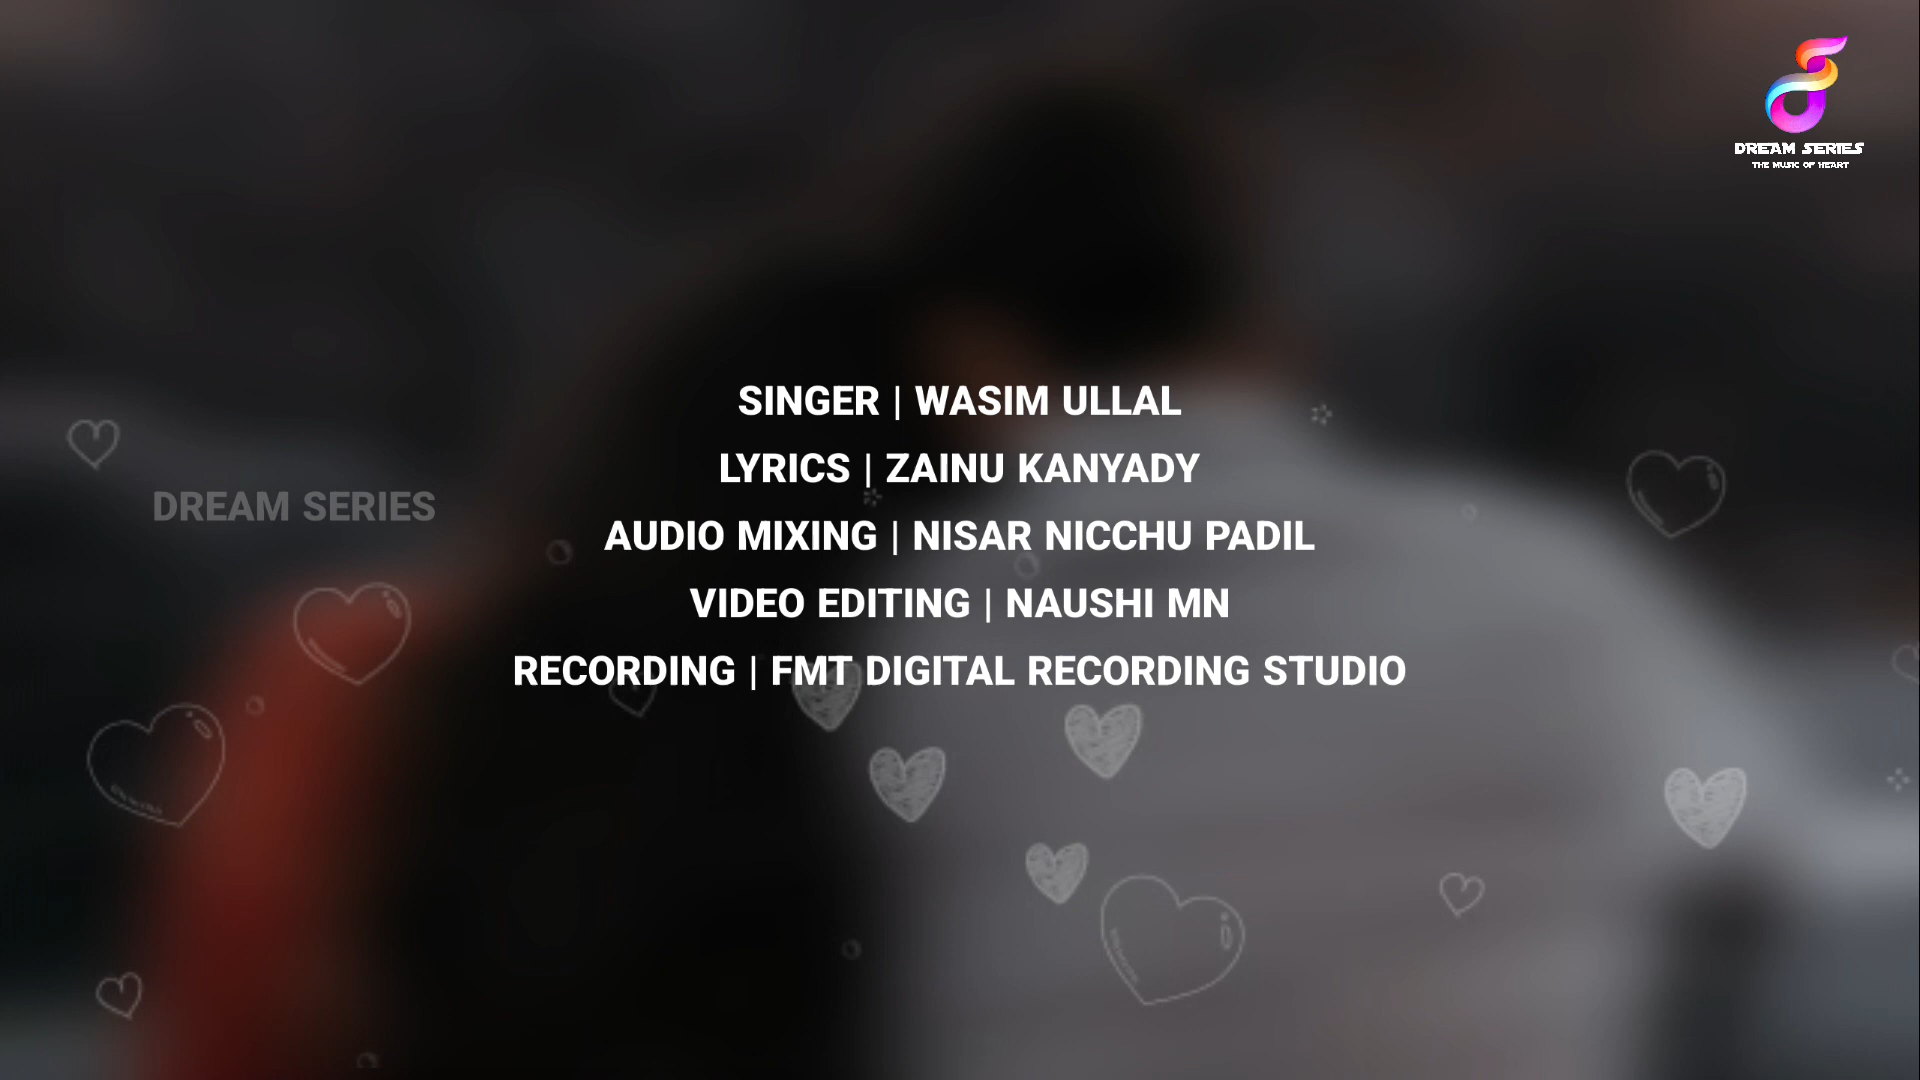 DREAM SERIES
THE MUSIC OF HEART
SINGER | WASIM ULLAL
LYRICS | ZAINU KANYADY
DREAM SERIES
AUDIO MIXING | NISAR NICCHU PADIL
VIDEO EDITING | NAUSHI MN
RECORDING | FMT DIGITAL RECORDING STUDIO